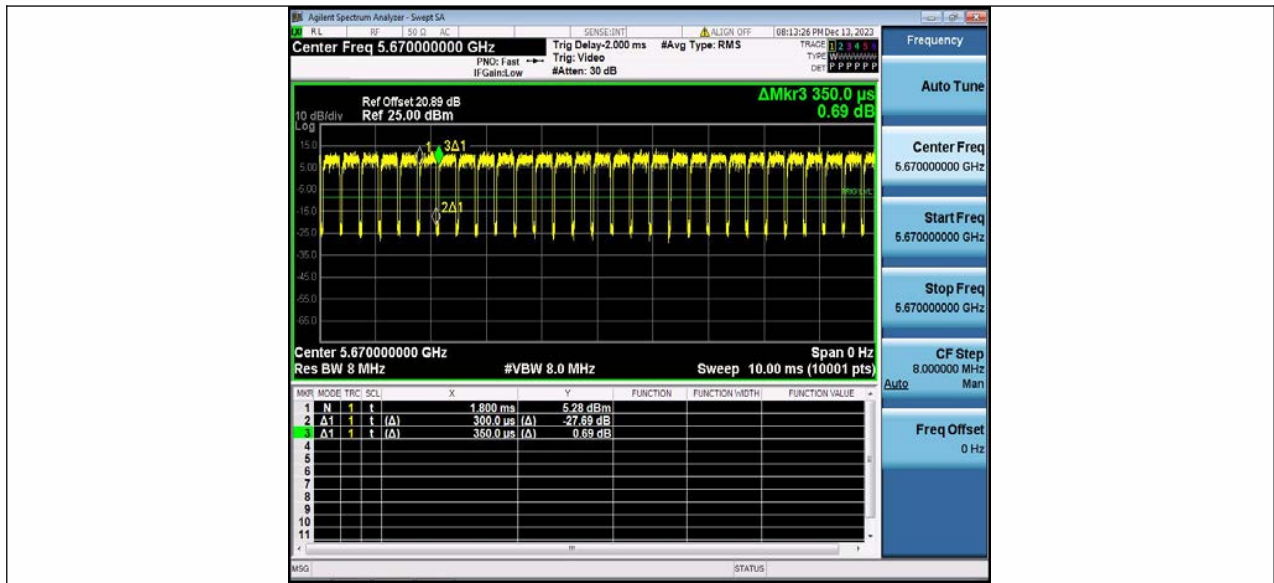 Agilent Spectrum Analyzer - Swept SA
RL RF 50 Ω AC SENSE:INT ALIGN OFF 08:13:26 PM Dec 13, 2023
Center Freq 5.670000000 GHz
PNO: Fast
IFGain:Low
Trig Delay-2.000 ms
Trig: Video
#Atten: 30 dB
#Avg Type: RMS
TRACE 1 2 3 4 5 6
TYPE W
DET P P P P P P
Frequency
Auto Tune
Center Freq
5.670000000 GHz
Start Freq
5.670000000 GHz
Stop Freq
5.670000000 GHz
CF Step
8.000000 MHz
Auto Man
Freq Offset
0 Hz
ΔMkr3 350.0 µs
0.69 dB
Ref Offset 20.89 dB
10 dB/div Ref 25.00 dBm
Log
15.0
5.00
-5.00
-15.0
-25.0
-35.0
-45.0
-55.0
-65.0
1
3Δ1
2Δ1
TRIG LVL
Center 5.670000000 GHz Span 0 Hz
Res BW 8 MHz #VBW 8.0 MHz Sweep 10.00 ms (10001 pts)
MKR MODE TRC SCL X Y FUNCTION FUNCTION WIDTH FUNCTION VALUE
1 N 1 t 1.800 ms 5.28 dBm
2 Δ1 1 t (Δ) 300.0 µs (Δ) -27.69 dB
3 Δ1 1 t (Δ) 350.0 µs (Δ) 0.69 dB
4
5
6
7
8
9
10
11
MSG STATUS